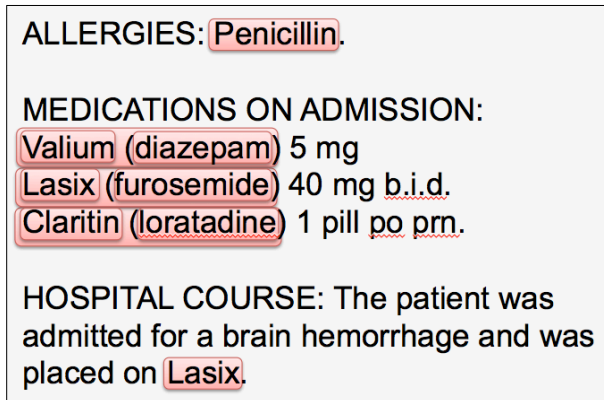 ALLERGIES: Penicillin.
MEDICATIONS ON ADMISSION:
Valium (diazepam) 5 mg
Lasix (furosemide) 40 mg b.i.d.
Claritin (loratadine) 1 pill po prn.
HOSPITAL COURSE: The patient was
admitted for a brain hemorrhage and was
placed on Lasix.